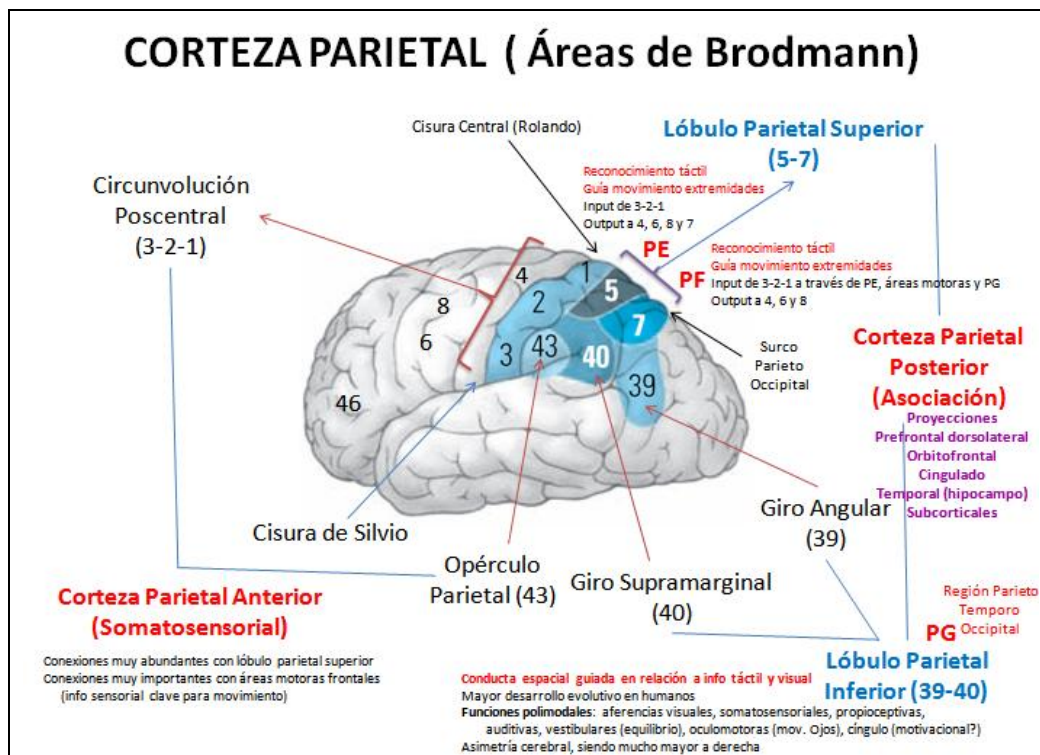 CORTEZA PARIETAL ( Áreas de Brodmann)
Cisura Central (Rolando)
Lóbulo Parietal Superior
(5-7)
Circunvolución
Poscentral
(3-2-1)
Reconocimiento táctil
Guía movimiento extremidades
Input de 3-2-1
Output a 4, 6, 8 y 7
PE
PF
Reconocimiento táctil
Guía movimiento extremidades
Input de 3-2-1 a través de PE, áreas motoras y PG
Output a 4, 6 y 8
4
1
5
8
2
7
6
3
43
40
39
46
Surco
Parieto
Occipital
Corteza Parietal
Posterior
(Asociación)
Proyecciones
Prefrontal dorsolateral
Orbitofrontal
Cingulado
Temporal (hipocampo)
Subcorticales
Cisura de Silvio
Opérculo
Parietal (43)
Giro Supramarginal
(40)
Giro Angular
(39)
Corteza Parietal Anterior
(Somatosensorial)
Conexiones muy abundantes con lóbulo parietal superior
Conexiones muy importantes con áreas motoras frontales
(info sensorial clave para movimiento)
Región Parieto
Temporo
PG Occipital
Lóbulo Parietal
Inferior (39-40)
Conducta espacial guiada en relación a info táctil y visual
Mayor desarrollo evolutivo en humanos
Funciones polimodales: aferencias visuales, somatosensoriales, propioceptivas,
auditivas, vestibulares (equilibrio), oculomotoras (mov. Ojos), cíngulo (motivacional?)
Asimetría cerebral, siendo mucho mayor a derecha